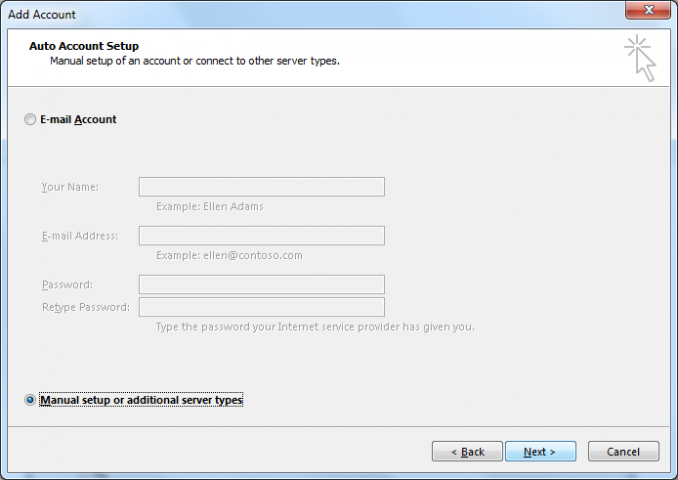 Add Account
Auto Account Setup
Manual setup of an account or connect to other server types.
E-mail Account
Your Name:
Example: Ellen Adams
E-mail Address:
Example: ellen@contoso.com
Password:
Retype Password:
Type the password your Internet service provider has given you.
Manual setup or additional server types
< Back
Next >
Cancel